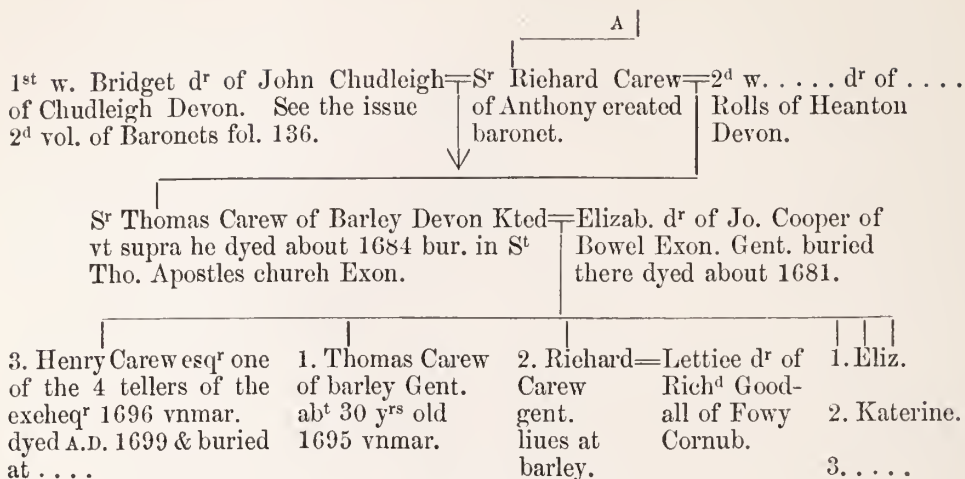 A
1st w. Bridget dr of John Chudleigh
of Chudleigh Devon. See the issue
2d vol. of Baronets fol. 136.
Sr Richard Carew
of Anthony created
baronet.
2d w. . . . . . dr of . . . .
Rolls of Heanton
Devon.
Sr Thomas Carew of Barley Devon Kted
vt supra he dyed about 1684 bur. in St
Tho. Apostles church Exon.
Elizab. dr of Jo. Cooper of
Bowel Exon. Gent. buried
there dyed about 1681.
3. Henry Carew esqr one
of the 4 tellers of the
exeheqr 1696 vnmar.
dyed A.D. 1699 & buried
at . . . .
1. Thomas Carew
of barley Gent.
abt 30 yrs old
1695 vnmar.
2. Richard
Carew
gent.
liues at
barley.
Lettice dr of
Richd Good-
all of Fowy
Cornub.
1. Eliz.
2. Katerine.
3. . . . .